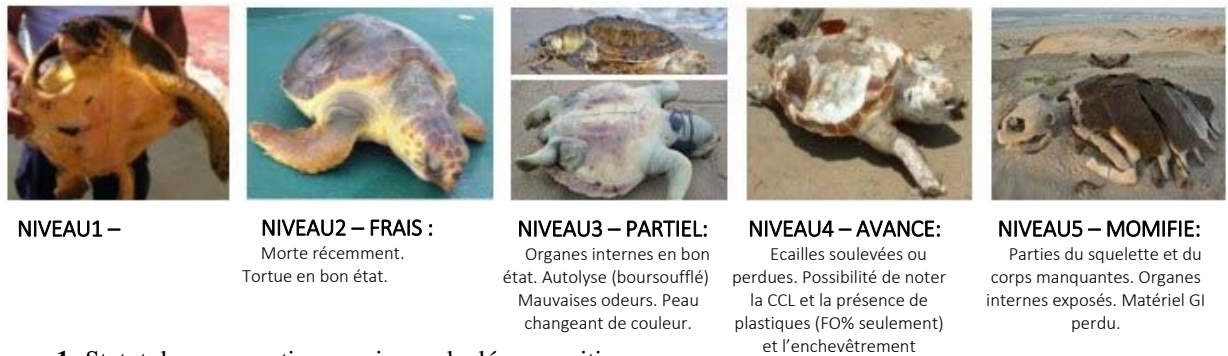 NIVEAU1 –
NIVEAU2 – FRAIS :
Morte récemment.
Tortue en bon état.
NIVEAU3 – PARTIEL:
Organes internes en bon
état. Autolyse (boursoufflé)
Mauvaises odeurs. Peau
changeant de couleur.
NIVEAU4 – AVANCE:
Ecailles soulevées ou
perdues. Possibilité de noter
la CCL et la présence de
plastiques (FO% seulement)
et l’enchevêtrement
NIVEAU5 – MOMIFIE:
Parties du squelette et du
corps manquantes. Organes
internes exposés. Matériel GI
perdu.